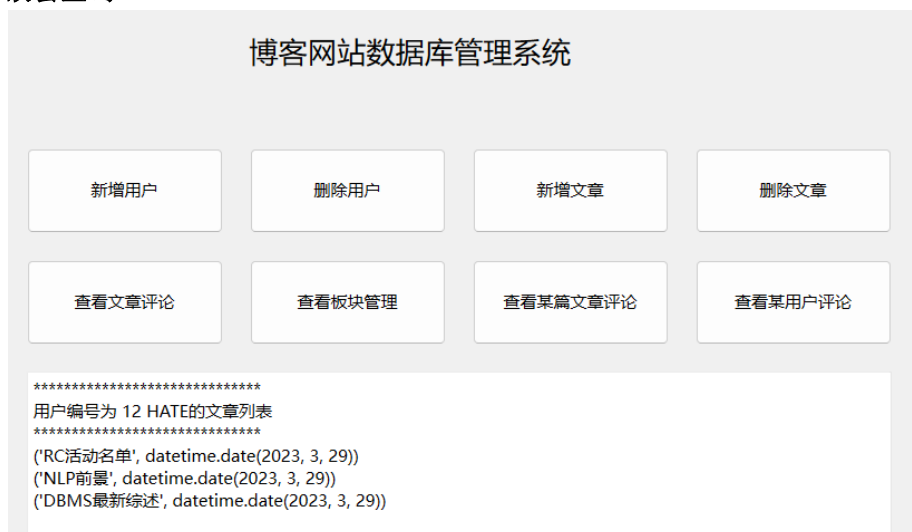 博客网站数据库管理系统
新增用户 删除用户 新增文章 删除文章
查看文章评论 查看板块管理 查看某篇文章评论 查看某用户评论
******************************
用户编号为 12 HATE的文章列表
******************************
('RC活动名单', datetime.date(2023, 3, 29))
('NLP前景', datetime.date(2023, 3, 29))
('DBMS最新综述', datetime.date(2023, 3, 29))